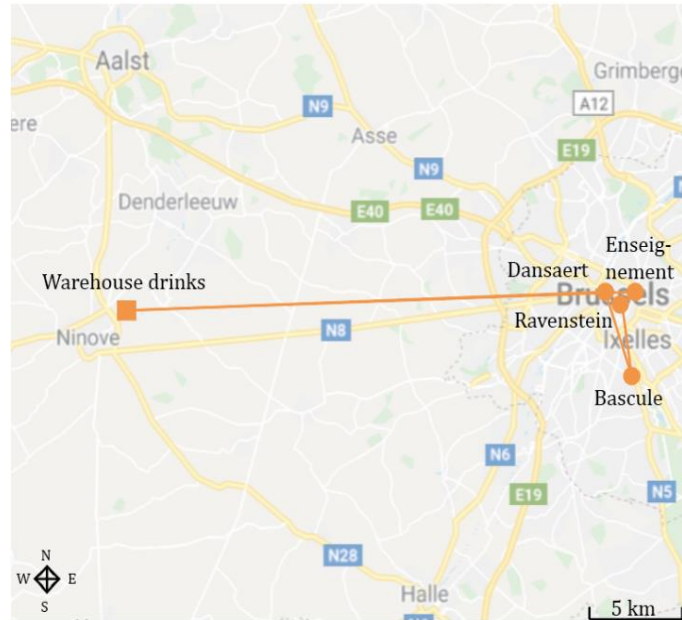 Aalst
Grimberge
A12
N9
ere
Asse
E19
N9
Denderleeuw
E40
E40
Enseig-
nement
Warehouse drinks
Dansaert
Brussels
Ravenstein
N8
Ninove
Ixelles
Bascule
N6
E19
N5
N28
N
W E
S
Halle
5 km